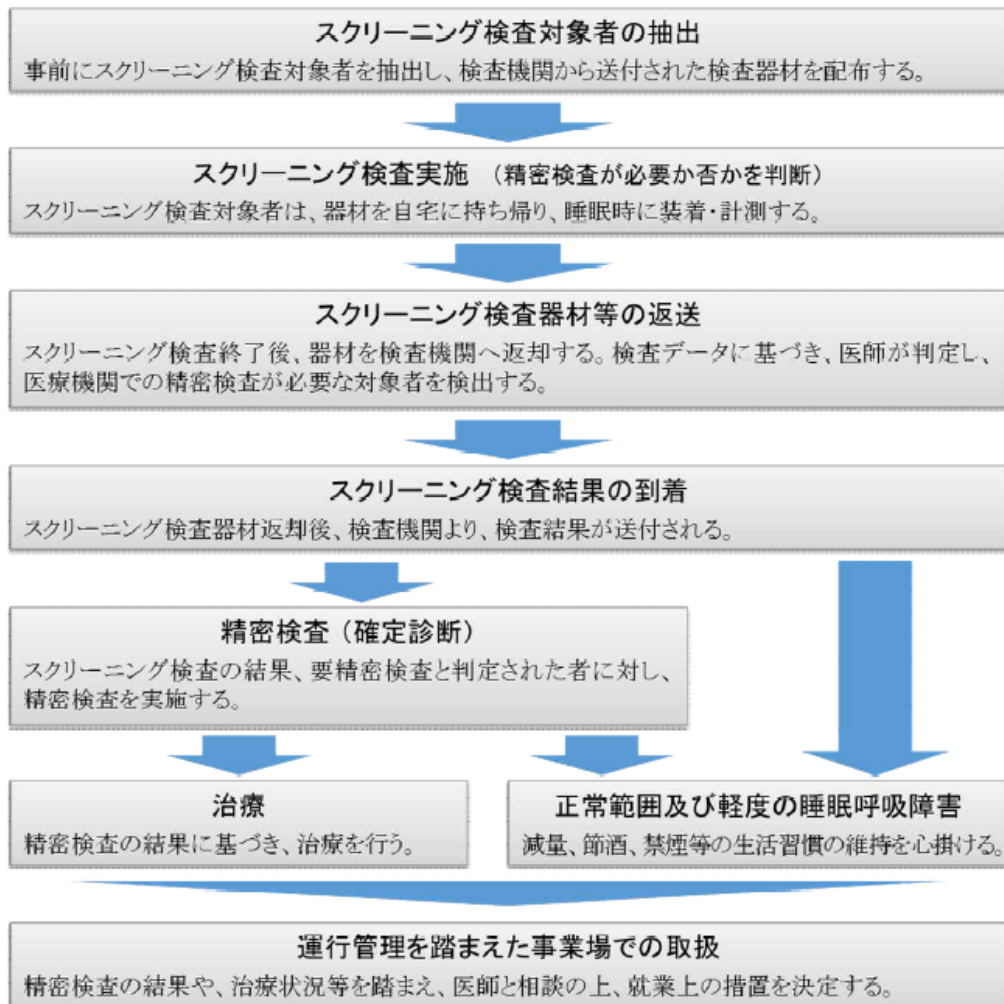 スクリーニング検査対象者の抽出
事前にスクリーニング検査対象者を抽出し、検査機関から送付された検査器材を配布する。
スクリーニング検査実施 （精密検査が必要か否かを判断）
スクリーニング検査対象者は、器材を自宅に持ち帰り、睡眠時に装着・計測する。
スクリーニング検査器材等の返送
スクリーニング検査終了後、器材を検査機関へ返却する。検査データに基づき、医師が判定し、
医療機関での精密検査が必要な対象者を検出する。
スクリーニング検査結果の到着
スクリーニング検査器材返却後、検査機関より、検査結果が送付される。
精密検査（確定診断）
スクリーニング検査の結果、要精密検査と判定された者に対し、
精密検査を実施する。
治療
精密検査の結果に基づき、治療を行う。
正常範囲及び軽度の睡眠呼吸障害
減量、節酒、禁煙等の生活習慣の維持を心掛ける。
運行管理を踏まえた事業場での取扱
精密検査の結果や、治療状況等を踏まえ、医師と相談の上、就業上の措置を決定する。